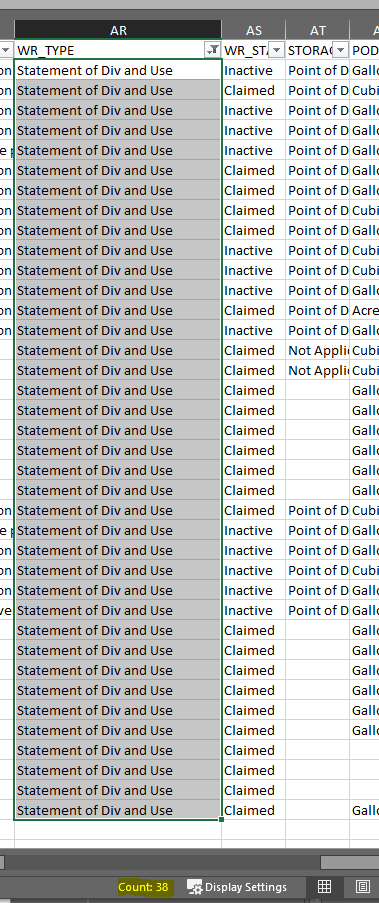 AR AS AT
WR_TYPE WR_STA STORAC POD
on Statement of Div and Use Inactive Point of D Gallo
on Statement of Div and Use Claimed Point of D Cubi
on Statement of Div and Use Inactive Point of D Gallo
on Statement of Div and Use Inactive Point of D Gallo
e p Statement of Div and Use Inactive Point of D Gallo
on Statement of Div and Use Claimed Point of D Gallo
on Statement of Div and Use Claimed Point of D Gallo
on Statement of Div and Use Claimed Point of D Cubi
on Statement of Div and Use Claimed Point of D Gallo
on Statement of Div and Use Inactive Point of D Cubi
on Statement of Div and Use Inactive Point of D Cubi
on Statement of Div and Use Inactive Point of D Gallo
on Statement of Div and Use Claimed Point of D Acre
on Statement of Div and Use Inactive Point of D Gallo
Statement of Div and Use Claimed Not Appli Cubi
Statement of Div and Use Claimed Not Appli Cubi
Statement of Div and Use Claimed Gallo
Statement of Div and Use Claimed Gallo
Statement of Div and Use Claimed Gallo
Statement of Div and Use Claimed Gallo
Statement of Div and Use Claimed Gallo
Statement of Div and Use Claimed Gallo
on Statement of Div and Use Claimed Point of D Cubi
e p Statement of Div and Use Inactive Point of D Gallo
on Statement of Div and Use Inactive Point of D Gallo
on Statement of Div and Use Inactive Point of D Cubi
on Statement of Div and Use Inactive Point of D Gallo
ve Statement of Div and Use Inactive Point of D Gallo
Statement of Div and Use Claimed Gallo
Statement of Div and Use Claimed Gallo
Statement of Div and Use Claimed Gallo
Statement of Div and Use Claimed Gallo
Statement of Div and Use Claimed Gallo
Statement of Div and Use Claimed Gallo
Statement of Div and Use Claimed
Statement of Div and Use Claimed
Statement of Div and Use Claimed
Statement of Div and Use Claimed Gallo
Count: 38 Display Settings